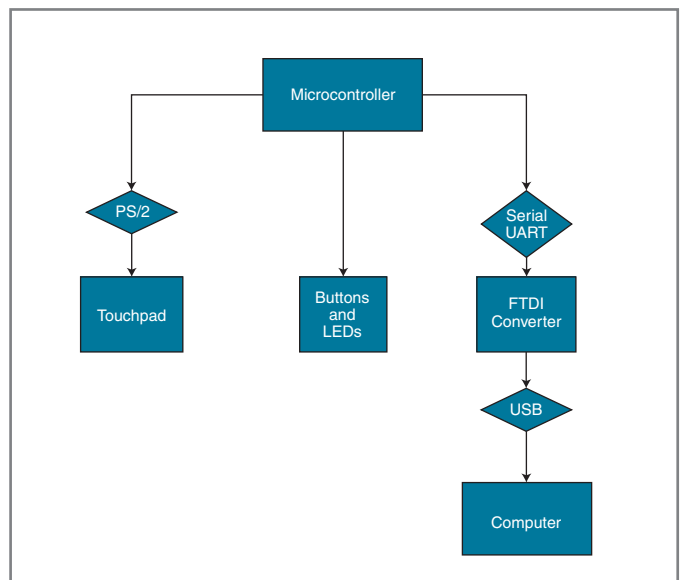 Microcontroller
PS/2
Serial
UART
Touchpad
Buttons
and
LEDs
FTDI
Converter
USB
Computer